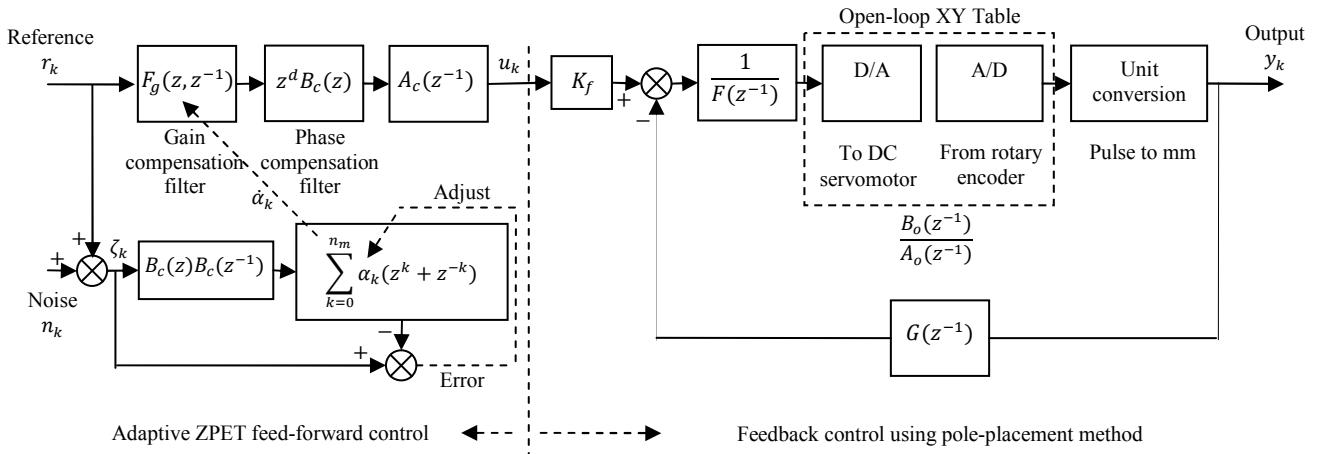 Open-loop XY Table
Reference
r_k
F_g(z, z^{-1})
z^d B_c(z)
A_c(z^{-1})
u_k
K_f
+
−
1
F(z^{-1})
D/A
A/D
Unit
conversion
Output
y_k
Gain
compensation
filter
Phase
compensation
filter
To DC
servomotor
From rotary
encoder
Pulse to mm
α̇_k
Adjust
B_o(z^{-1})
A_o(z^{-1})
+
+
ζ_k
Noise
n_k
B_c(z)B_c(z^{-1})
n_m
∑ α_k(z^k + z^{-k})
k=0
−
+
Error
G(z^{-1})
Adaptive ZPET feed-forward control
Feedback control using pole-placement method